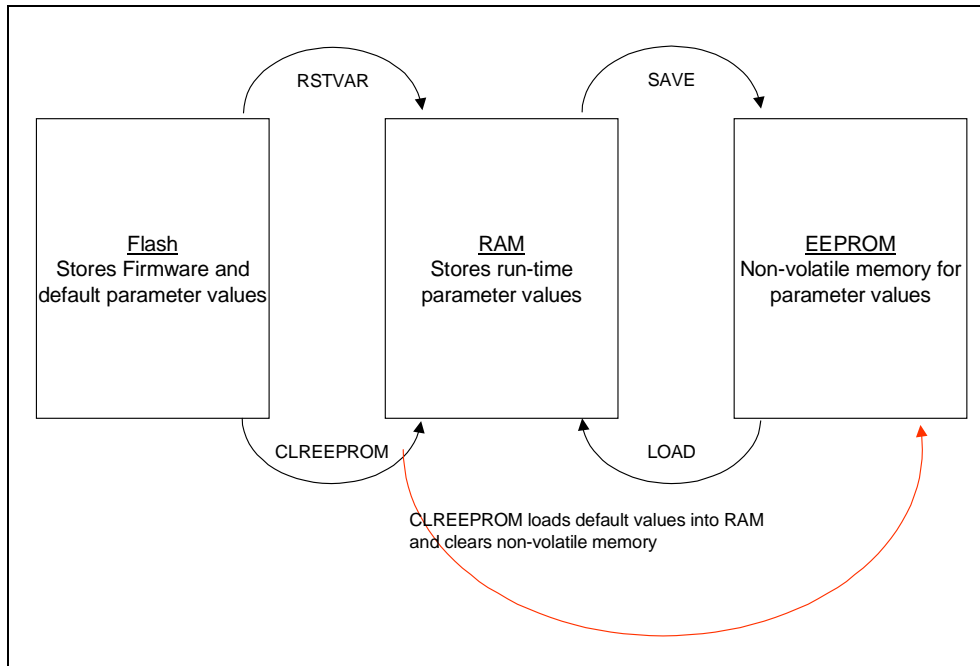 RSTVAR
SAVE
Flash
Stores Firmware and
default parameter values
RAM
Stores run-time
parameter values
EEPROM
Non-volatile memory for
parameter values
CLREEPROM
LOAD
CLREEPROM loads default values into RAM
and clears non-volatile memory